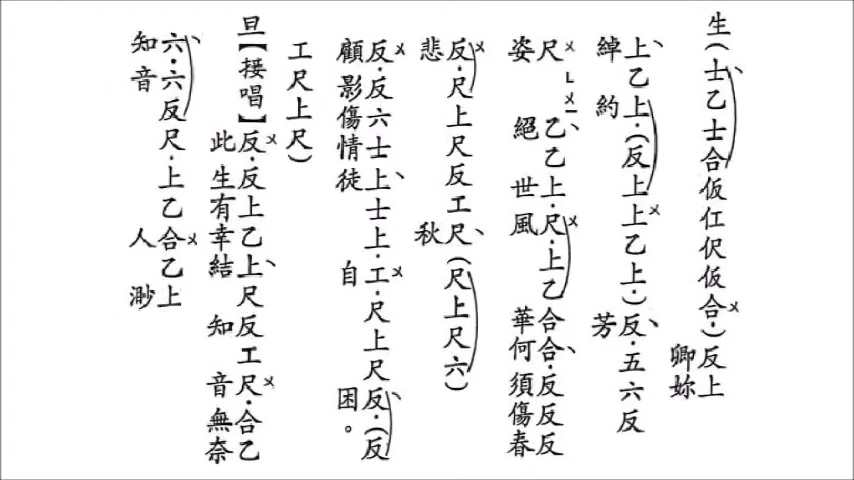 生(士乙士合仮仜伬仮合·)反上
卿妳
上乙上·(反上上乙上·)反·五六反
綽約芳
尺乙乙上·尺·上乙合合·反反反
姿絕世風華何須傷春
反·尺上尺反工尺(尺上尺六)
悲秋
反·反六士上士上·工·尺上尺反·(反
顧影傷情徒自困。
工尺上尺)
旦【接唱】反·反上乙上尺反工尺·合乙
此生有幸結知音無奈
六·六反尺·上乙合乙上
知音人渺